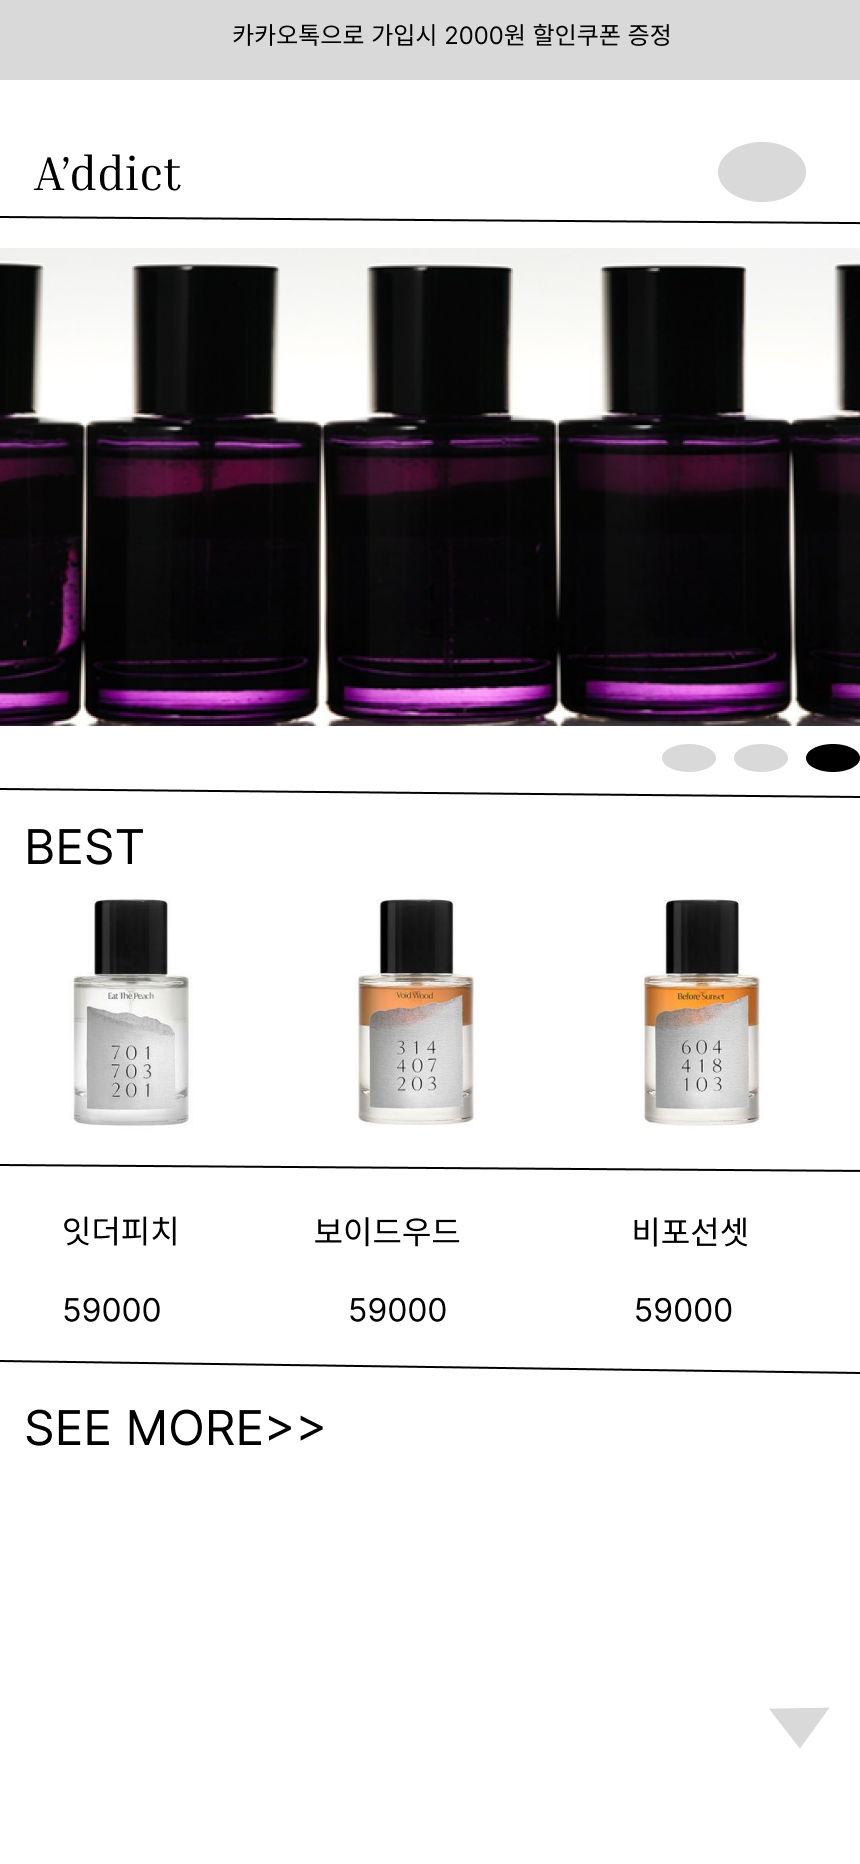 카카오톡으로 가입시 2000원 할인쿠폰 증정
A’ddict
BEST
Eat The Peach
701
703
201
Void Wood
314
407
203
Before Sunset
604
418
103
잇더피치
보이드우드
비포선셋
59000
59000
59000
SEE MORE>>